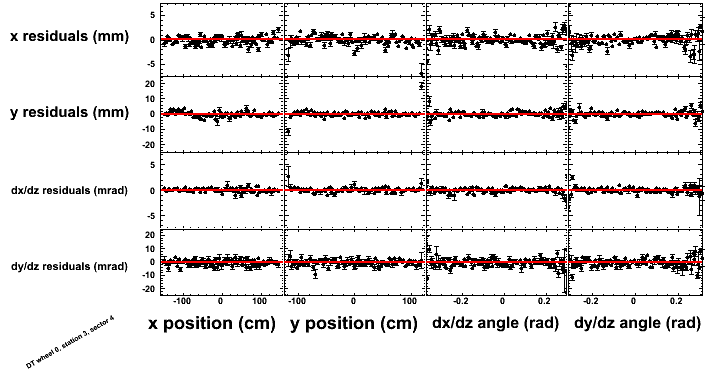 x residuals (mm)
5
0
-5
y residuals (mm)
20
10
0
-10
-20
dx/dz residuals (mrad)
5
0
-5
dy/dz residuals (mrad)
20
10
0
-10
-20
-100 0 100 -100 0 100 -0.2 0 0.2 -0.2 0 0.2
x position (cm) y position (cm) dx/dz angle (rad) dy/dz angle (rad)
DT wheel 0, station 3, sector 4